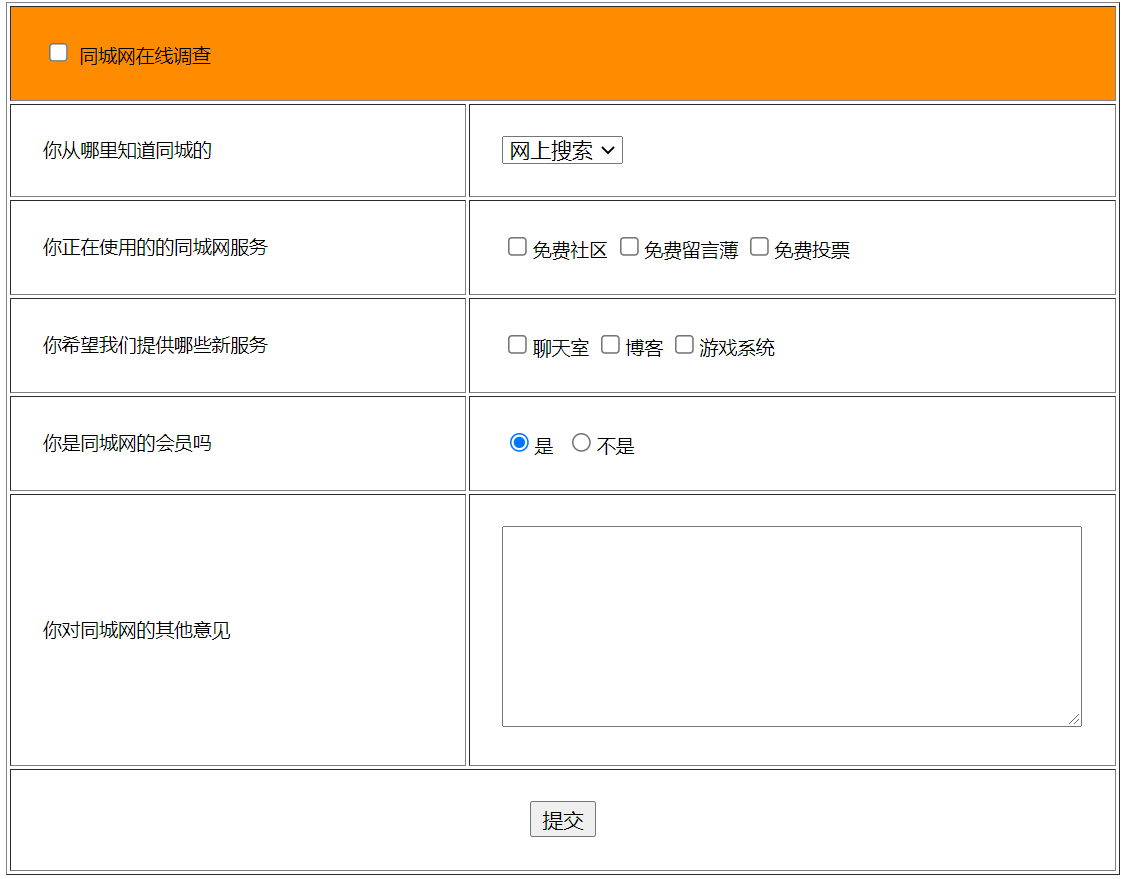 同城网在线调查
你从哪里知道同城的 网上搜索
你正在使用的的同城网服务 免费社区 免费留言薄 免费投票
你希望我们提供哪些新服务 聊天室 博客 游戏系统
你是同城网的会员吗 是 不是
你对同城网的其他意见
提交